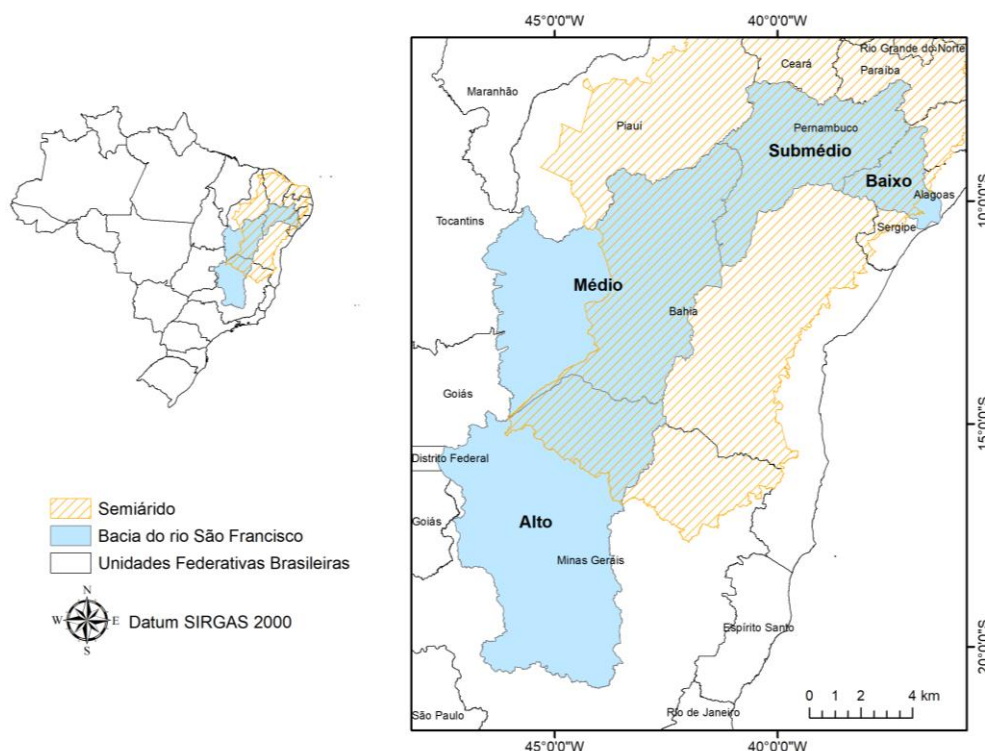 45°0'0"W
40°0'0"W
Rio Grande do Norte
Ceará
Paraíba
Maranhão
Piauí
Pernambuco
Submédio
Baixo
Alagoas
10°0'0"S
Tocantins
Sergipe
Médio
Bahia
Goiás
15°0'0"S
Distrito Federal
Alto
Goiás
Minas Gerais
Espírito Santo
20°0'0"S
São Paulo
Rio de Janeiro
0 1 2 4 km
45°0'0"W
40°0'0"W
Semiárido
Bacia do rio São Francisco
Unidades Federativas Brasileiras
N
W
E
S
Datum SIRGAS 2000